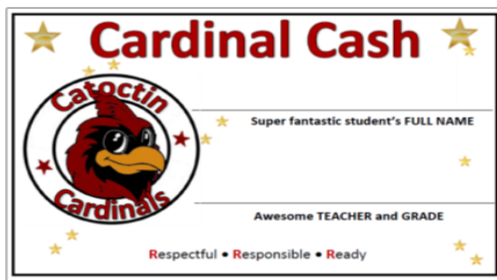 Cardinal Cash
Catoctin
Cardinals
Super fantastic student's FULL NAME
Awesome TEACHER and GRADE
Respectful • Responsible • Ready